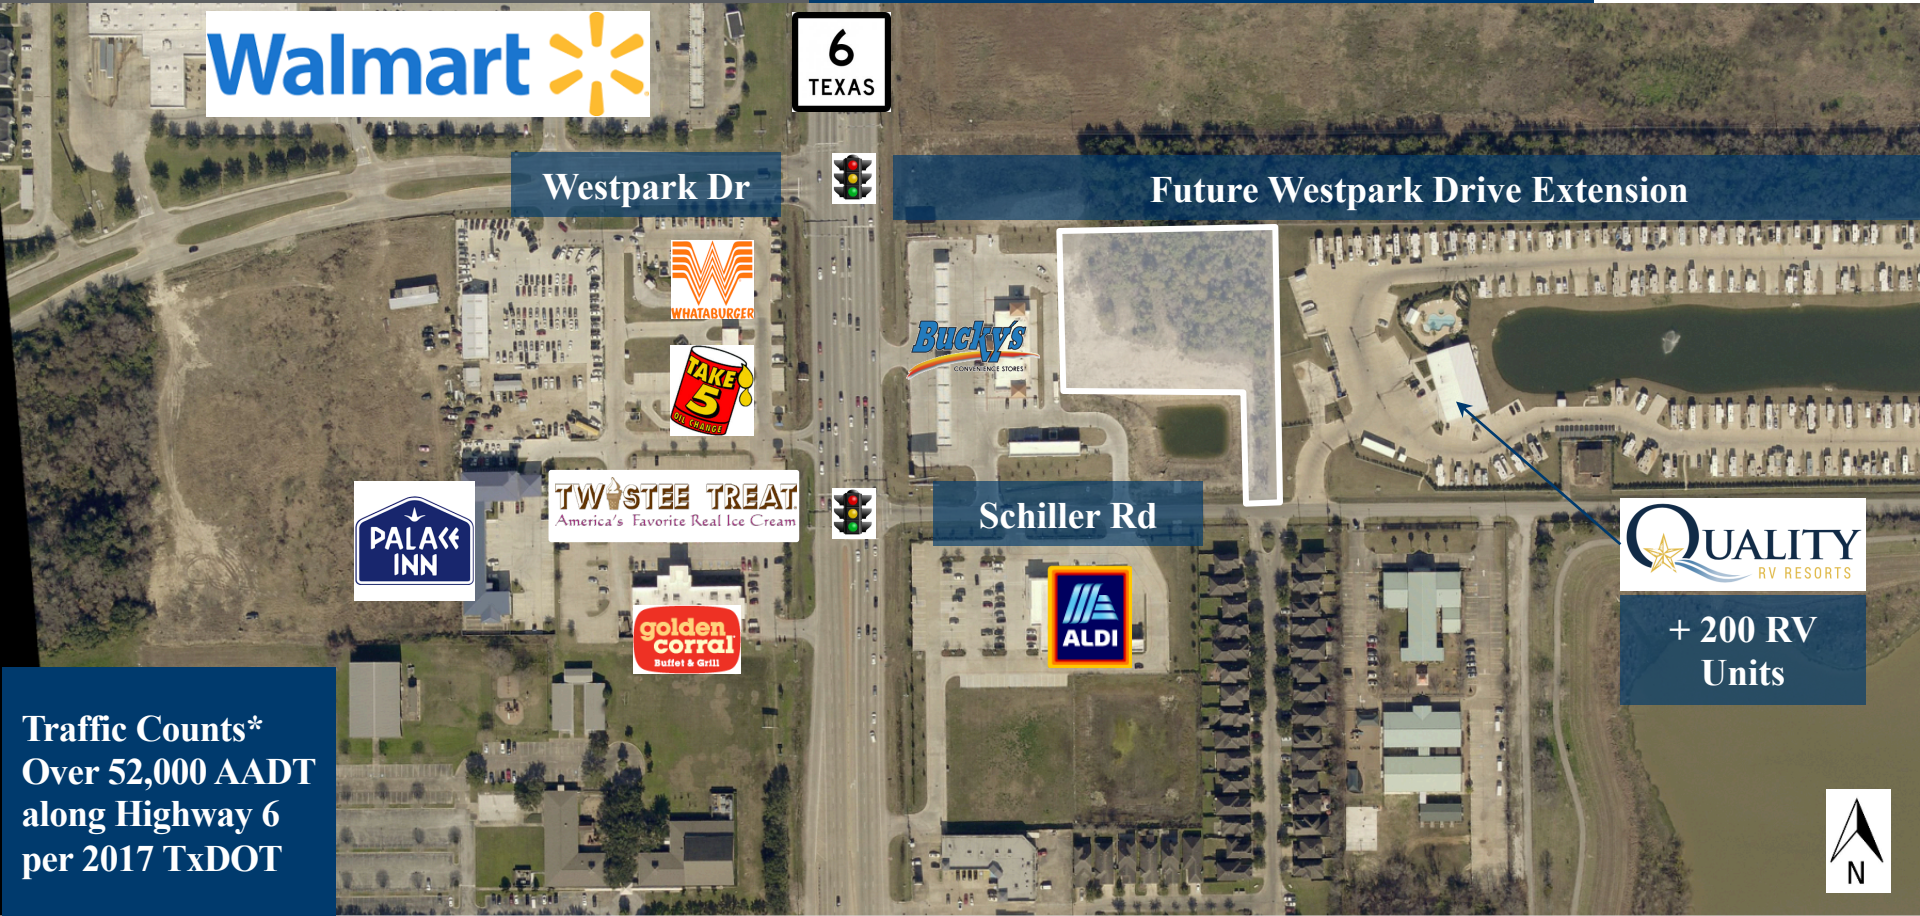 Walmart
6
TEXAS
Westpark Dr
Future Westpark Drive Extension
WHATABURGER
Bucky's
CONVENIENCE STORES
TAKE
5
OIL CHANGE
TWISTEE TREAT
America's Favorite Real Ice Cream
PALACE
INN
Schiller Rd
QUALITY
RV RESORTS
ALDI
golden
corral
Buffet & Grill
+ 200 RV
Units
Traffic Counts*
Over 52,000 AADT
along Highway 6
per 2017 TxDOT
N